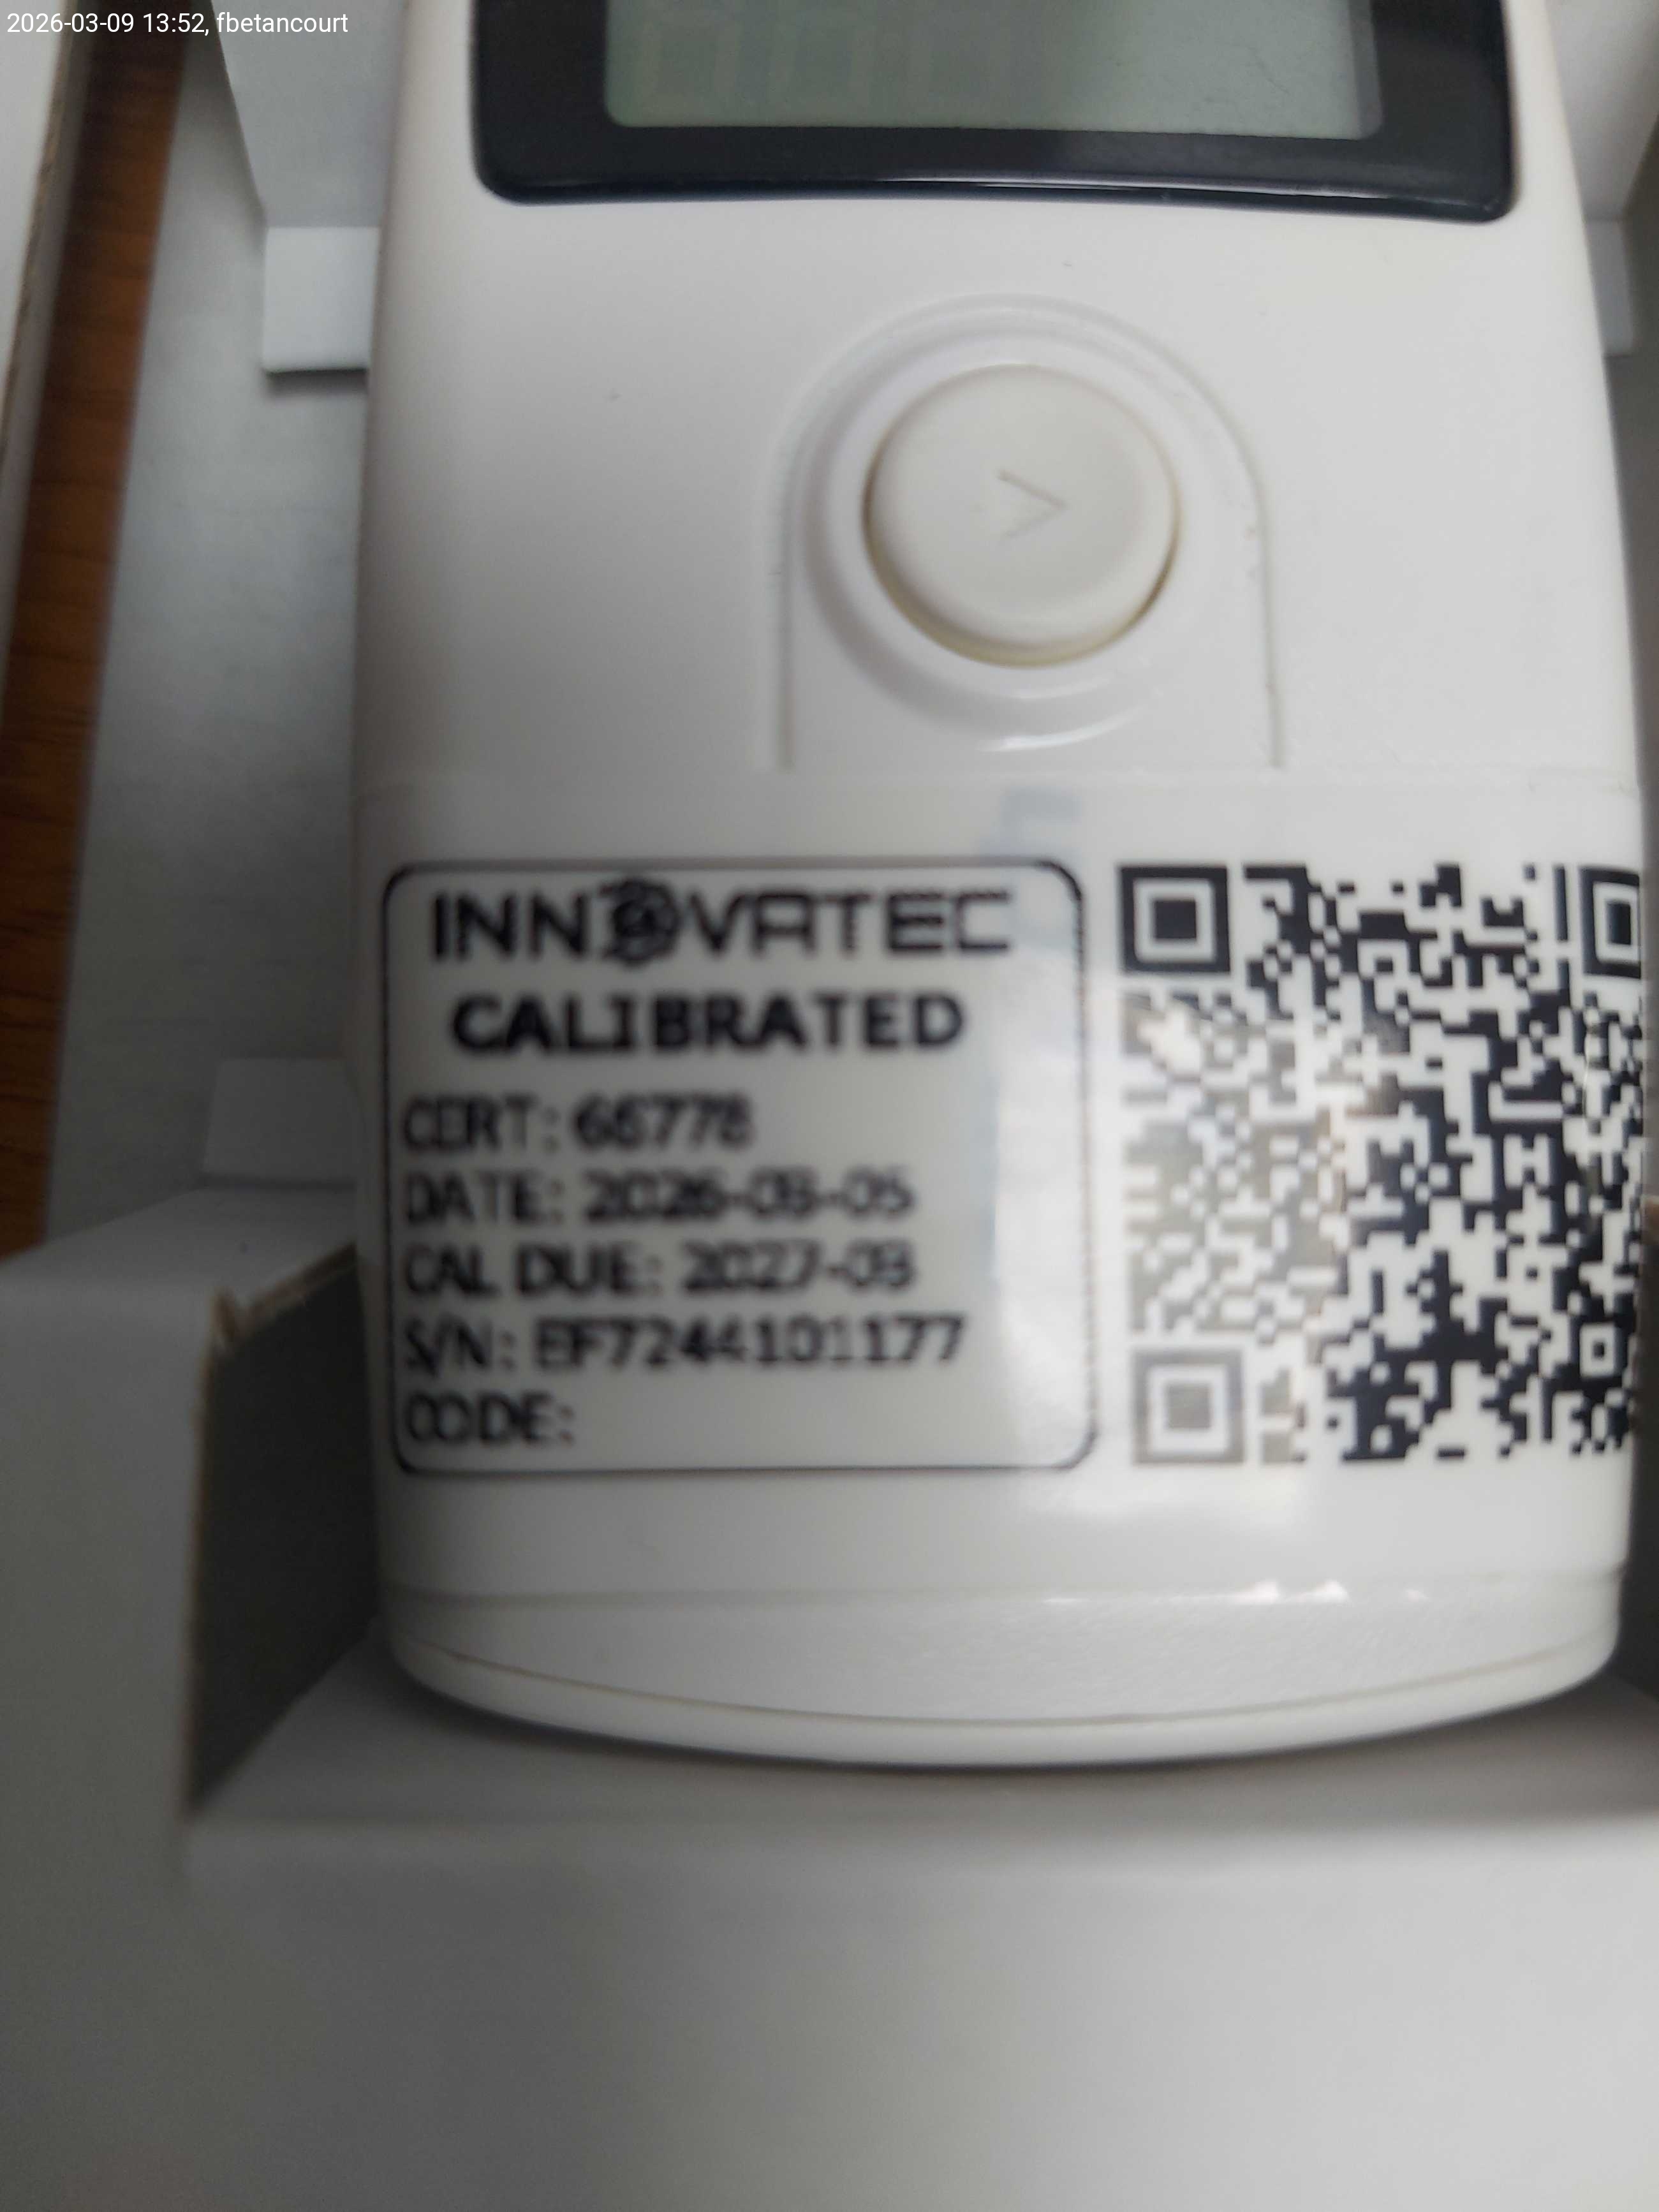 2026-03-09 13:52, fbetancourt
INNOVATEC
CALIBRATED
CERT: 66778
DATE: 2026-03-05
CAL DUE: 2027-03
S/N: EF7244101177
CODE: